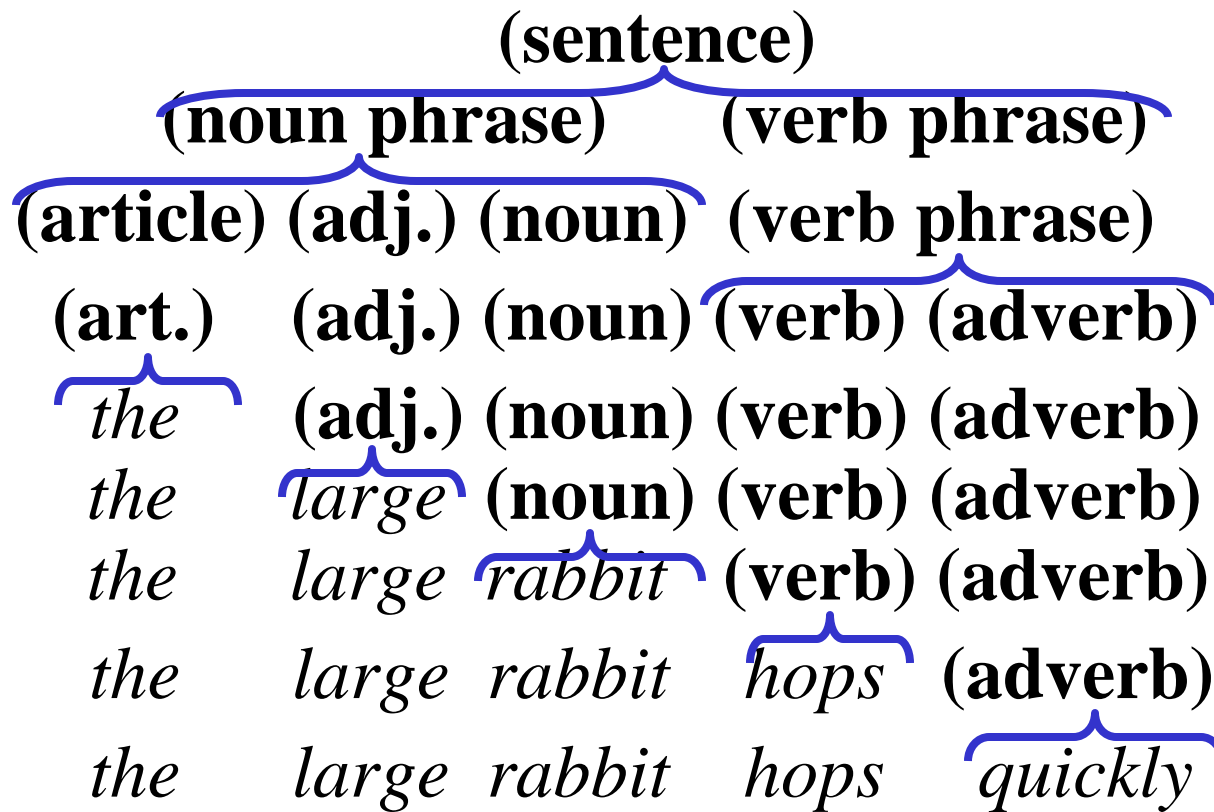 (sentence)
(noun phrase) (verb phrase)
(article) (adj.) (noun) (verb phrase)
(art.) (adj.) (noun) (verb) (adverb)
the (adj.) (noun) (verb) (adverb)
the large (noun) (verb) (adverb)
the large rabbit (verb) (adverb)
the large rabbit hops (adverb)
the large rabbit hops quickly